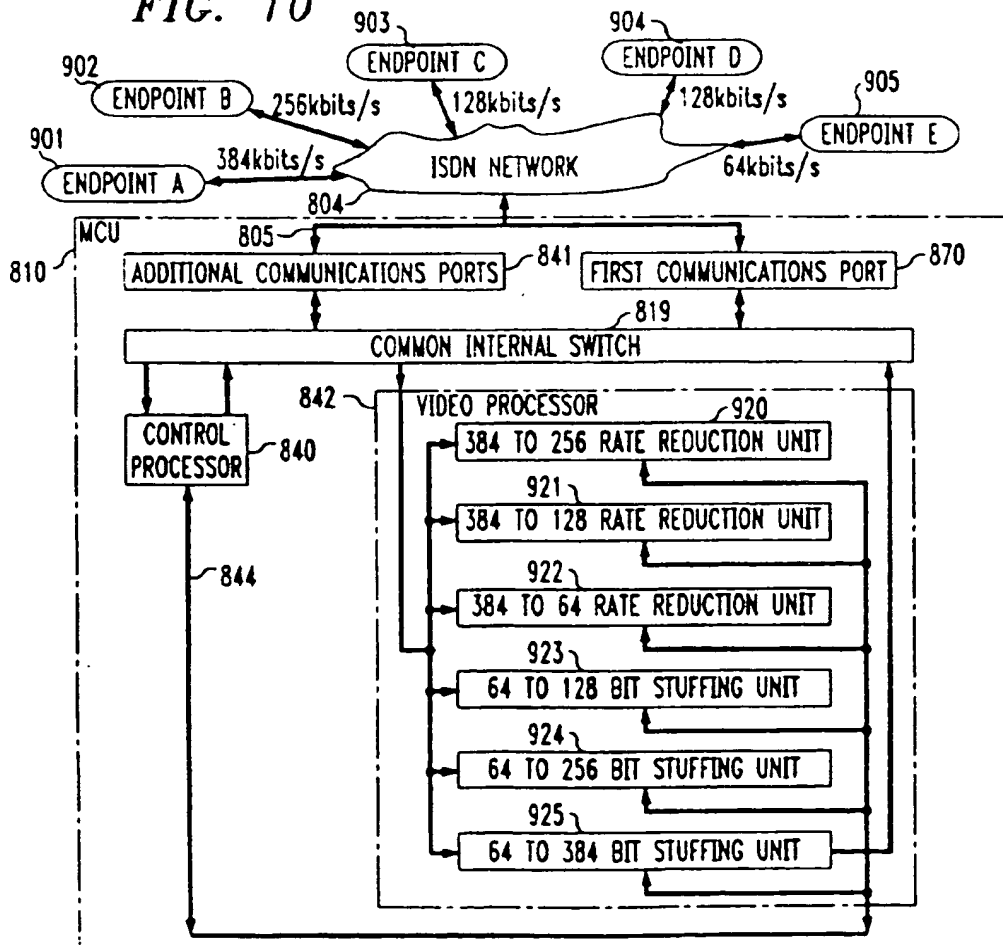 FIG. 10
903
ENDPOINT C
904
ENDPOINT D
902
ENDPOINT B
256kbits/s
128kbits/s
128kbits/s
905
ENDPOINT E
901
ENDPOINT A
384kbits/s
ISDN NETWORK
64kbits/s
804
MCU
805
810
ADDITIONAL COMMUNICATIONS PORTS
841
FIRST COMMUNICATIONS PORT
870
819
COMMON INTERNAL SWITCH
842
VIDEO PROCESSOR
920
CONTROL PROCESSOR
840
384 TO 256 RATE REDUCTION UNIT
921
384 TO 128 RATE REDUCTION UNIT
844
922
384 TO 64 RATE REDUCTION UNIT
923
64 TO 128 BIT STUFFING UNIT
924
64 TO 256 BIT STUFFING UNIT
925
64 TO 384 BIT STUFFING UNIT